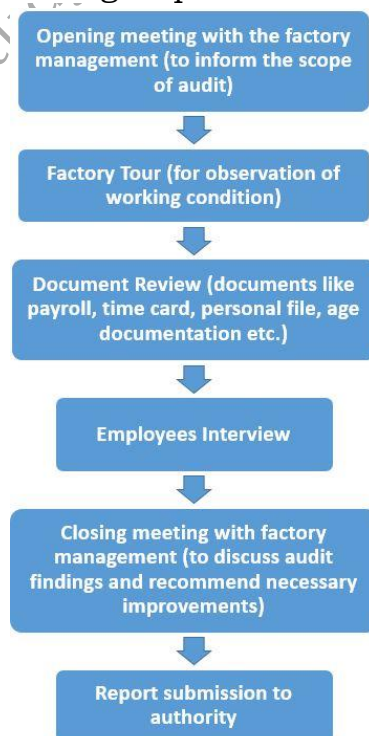 Opening meeting with the factory
management (to inform the scope
of audit)
Factory Tour (for observation of
working condition)
Document Review (documents like
payroll, time card, personal file, age
documentation etc.)
Employees Interview
Closing meeting with factory
management (to discuss audit
findings and recommend necessary
improvements)
Report submission to
authority